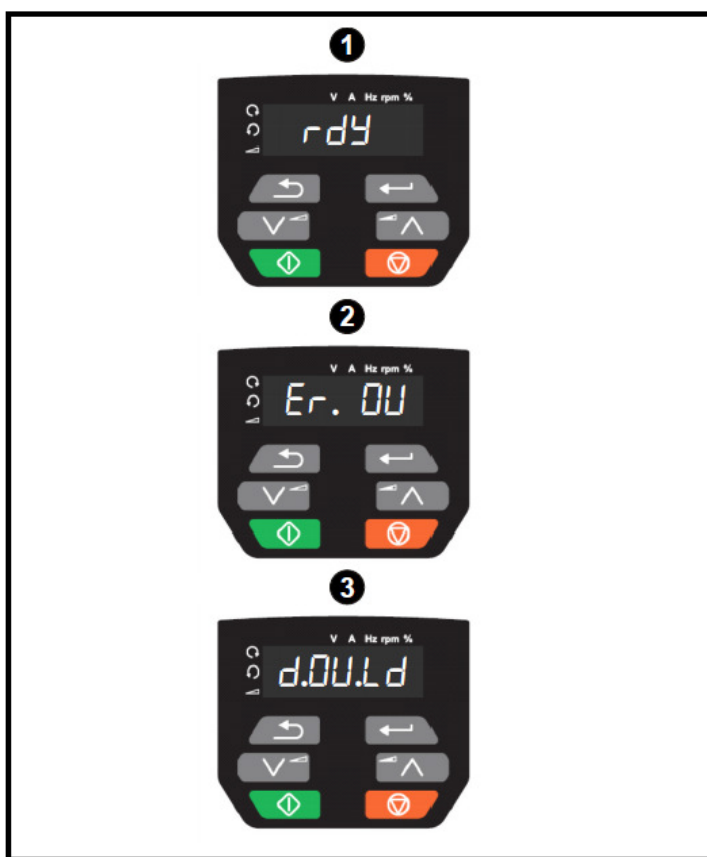 1
V A Hz rpm %
rdy
2
V A Hz rpm %
Er. OU
3
V A Hz rpm %
d.OU.Ld